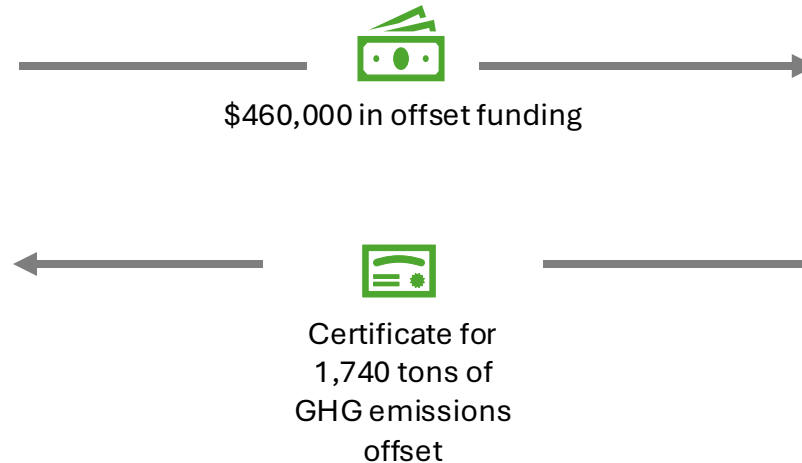 $460,000 in offset funding
Certificate for
1,740 tons of
GHG emissions
offset